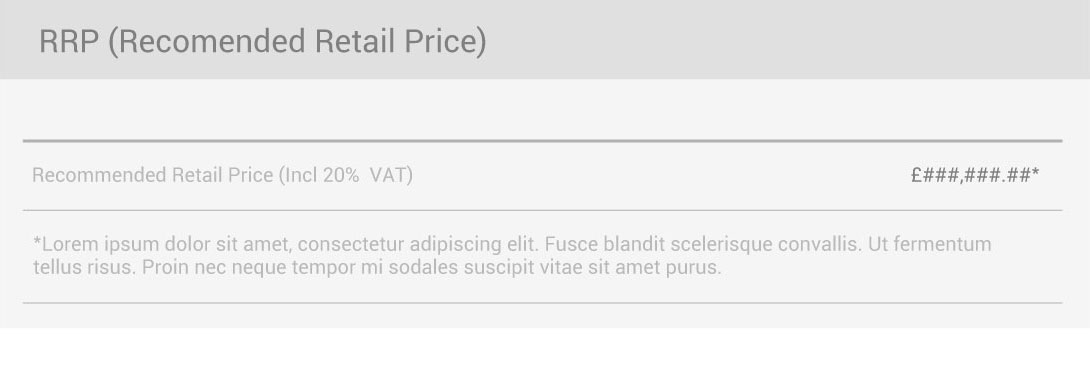 RRP (Recomended Retail Price)
Recommended Retail Price (Incl 20%  VAT) £###,###.##*
*Lorem ipsum dolor sit amet, consectetur adipiscing elit. Fusce blandit scelerisque convallis. Ut fermentum
tellus risus. Proin nec neque tempor mi sodales suscipit vitae sit amet purus.